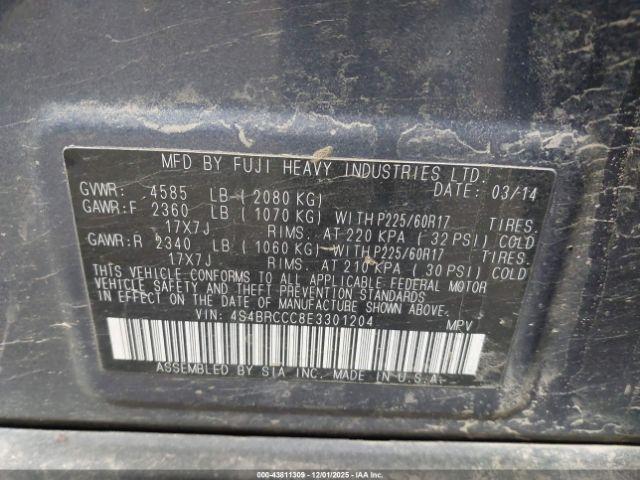 MFD BY FUJI HEAVY INDUSTRIES LTD.
DATE: 03/14
GVWR: 4585 LB (2080 KG)
GAWR:F 2360 LB (1070 KG) WITH P225/60R17 TIRES.
17X7J RIMS. AT 220 KPA (32 PSI) COLD
GAWR:R 2340 LB (1060 KG) WITH P225/60R17 TIRES.
17X7J RIMS. AT 210 KPA (30 PSI) COLD
THIS VEHICLE CONFORMS TO ALL APPLICABLE FEDERAL MOTOR
VEHICLE SAFETY AND THEFT PREVENTION STANDARDS
IN EFFECT ON THE DATE OF MANUFACTURE SHOWN ABOVE.
VIN: 4S4BRCCC8E3301204 MPV
ASSEMBLED BY SIA INC. MADE IN U.S.A.
000-43811309 - 12/01/2025 - IAAI.COM